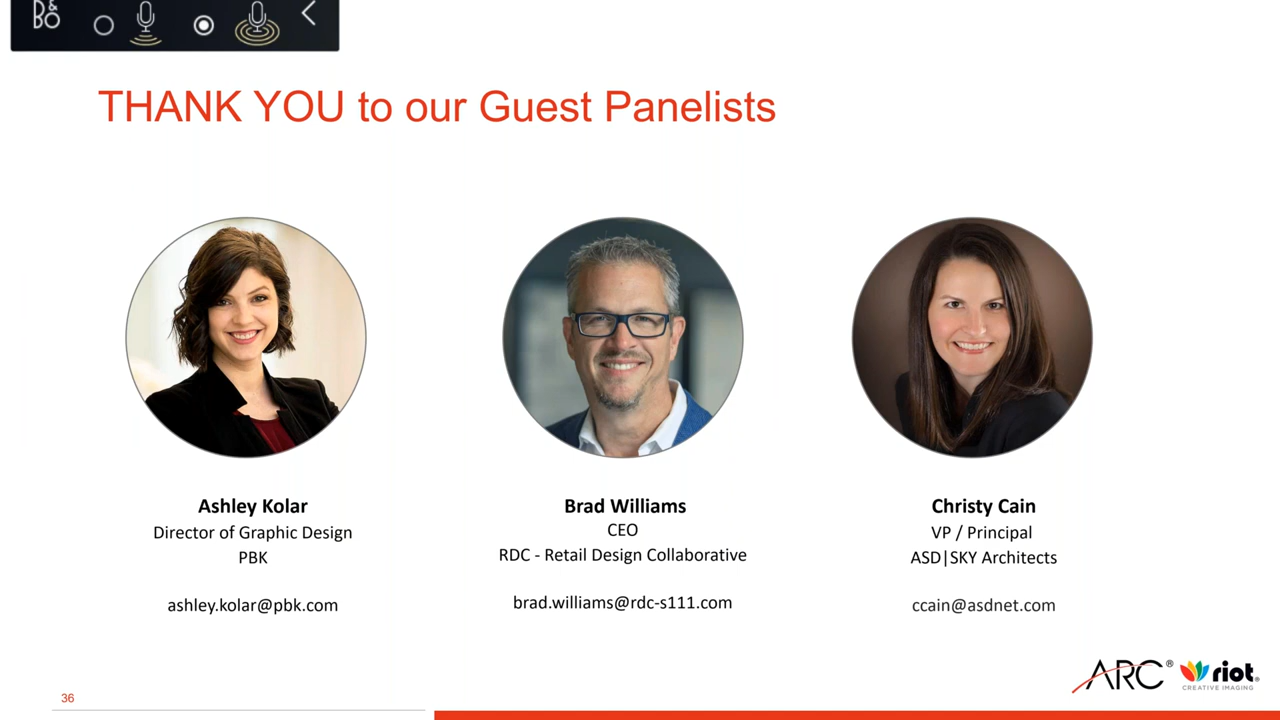 B&O
THANK YOU to our Guest Panelists
Ashley Kolar
Director of Graphic Design
PBK
ashley.kolar@pbk.com
Brad Williams
CEO
RDC - Retail Design Collaborative
brad.williams@rdc-s111.com
Christy Cain
VP / Principal
ASD|SKY Architects
ccain@asdnet.com
ARC®
riot®
CREATIVE IMAGING
36